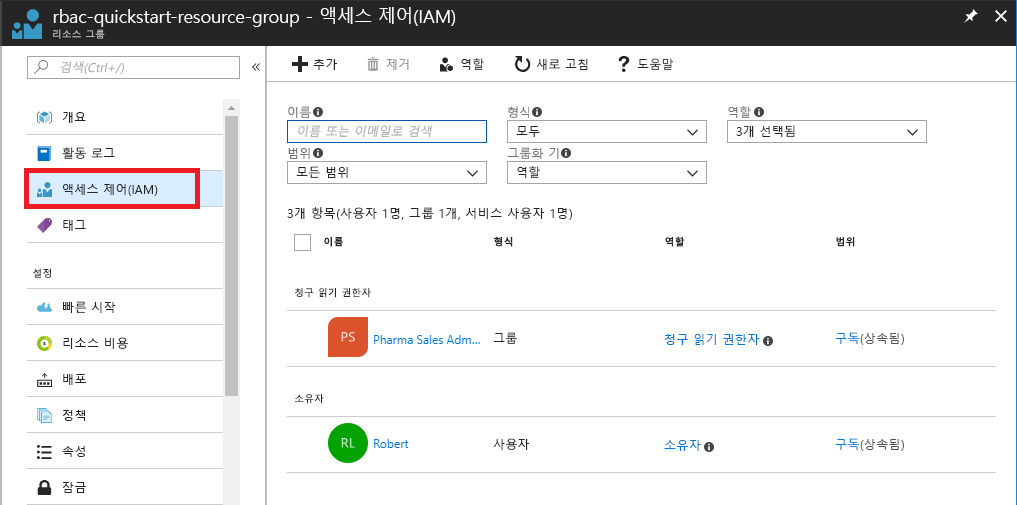 rbac-quickstart-resource-group - 액세스 제어(IAM)
리소스 그룹
검색(Ctrl+/)
«
개요
활동 로그
액세스 제어(IAM)
태그
설정
빠른 시작
리소스 비용
배포
정책
속성
잠금
추가 제거 역할 새로 고침 ? 도움말
이름 형식 역할
이름 또는 이메일로 검색 모두 3개 선택됨
범위 그룹화 기
모든 범위 역할
3개 항목(사용자 1명, 그룹 1개, 서비스 사용자 1명)
이름 형식 역할 범위
청구 읽기 권한자
PS Pharma Sales Adm... 그룹 청구 읽기 권한자 구독(상속됨)
소유자
RL Robert 사용자 소유자 구독(상속됨)